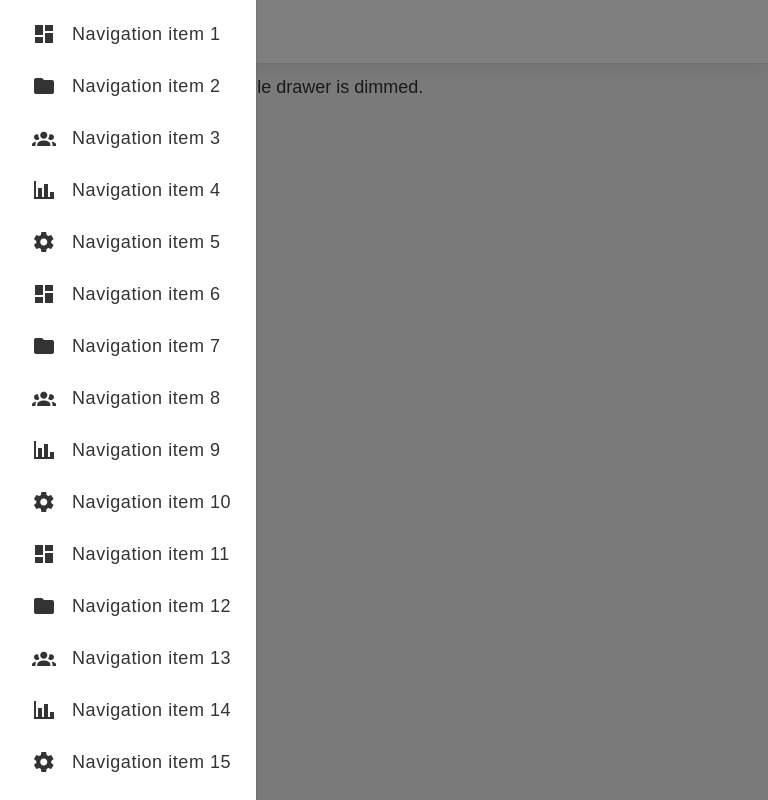 Navigation item 1
Navigation item 2
le drawer is dimmed.
Navigation item 3
Navigation item 4
Navigation item 5
Navigation item 6
Navigation item 7
Navigation item 8
Navigation item 9
Navigation item 10
Navigation item 11
Navigation item 12
Navigation item 13
Navigation item 14
Navigation item 15